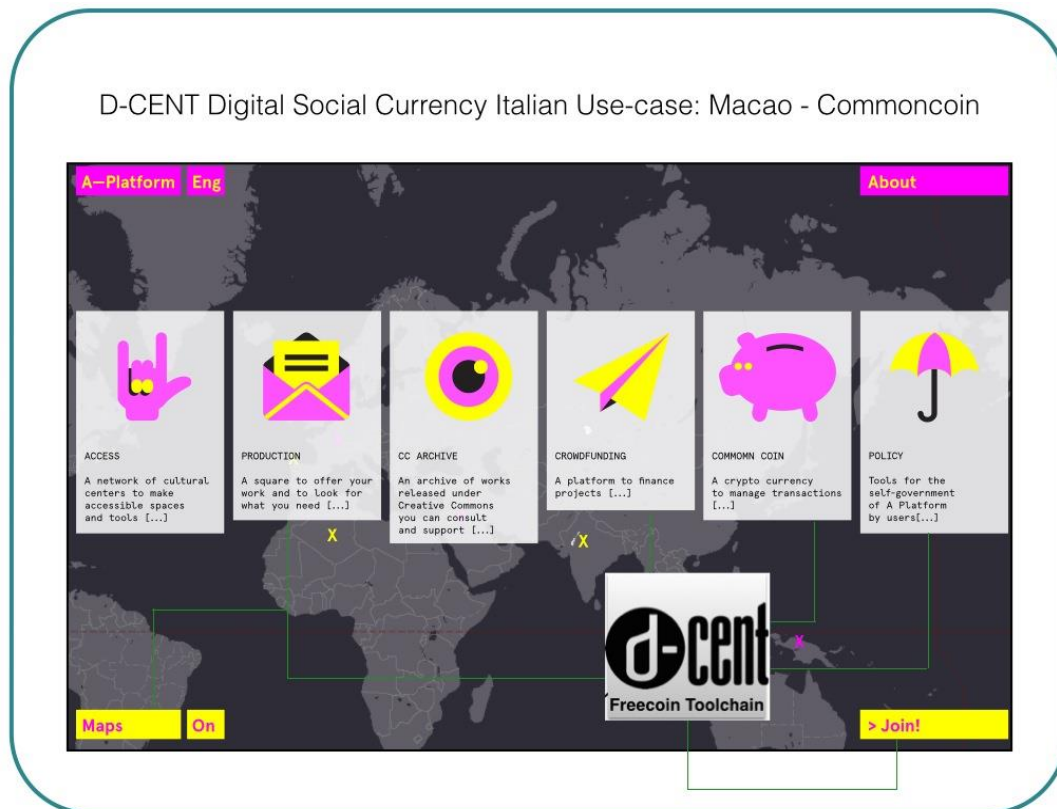 D-CENT Digital Social Currency Italian Use-case: Macao - Commoncoin
A—Platform
Eng
About
ACCESS
A network of cultural
centers to make
accessible spaces
and tools [...]
PRODUCTION
A square to offer your
work and to look for
what you need [...]
CC ARCHIVE
An archive of works
released under
Creative Commons
you can consult
and support [...]
CROWDFUNDING
A platform to finance
projects [...]
COMMOMN COIN
A crypto currency
to manage transactions
[...]
POLICY
Tools for the
self-government
of A Platform
by users[...]
X
X
X
d-cent
Freecoin Toolchain
Maps
On
> Join!